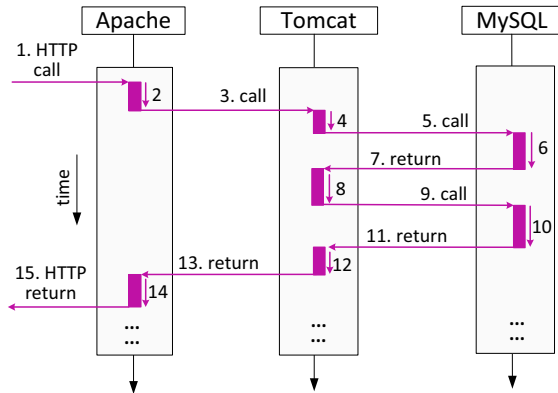 Apache
Tomcat
MySQL
1. HTTP
call
2
3. call
4
5. call
6
7. return
8
9. call
10
11. return
12
13. return
14
15. HTTP
return
time
...
...
...
...
...
...